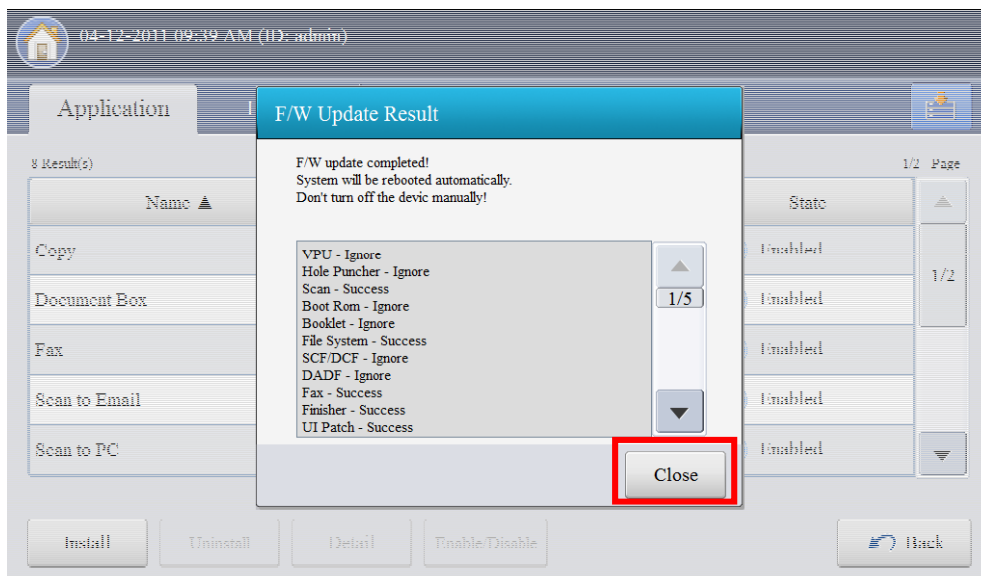 04-12-2011 09:39 AM (ID: admin)
Application
F/W Update Result
8 Result(s)
1/2 Page
F/W update completed!
System will be rebooted automatically.
Don't turn off the devic manually!
Name ▲
State
VPU - Ignore
Hole Puncher - Ignore
Scan - Success
Boot Rom - Ignore
Booklet - Ignore
File System - Success
SCF/DCF - Ignore
DADF - Ignore
Fax - Success
Finisher - Success
UI Patch - Success
1/5
Copy
Enabled
1/2
Document Box
Enabled
Fax
Enabled
Scan to Email
Enabled
Scan to PC
Enabled
Close
Install
Uninstall
Detail
Enable/Disable
Back